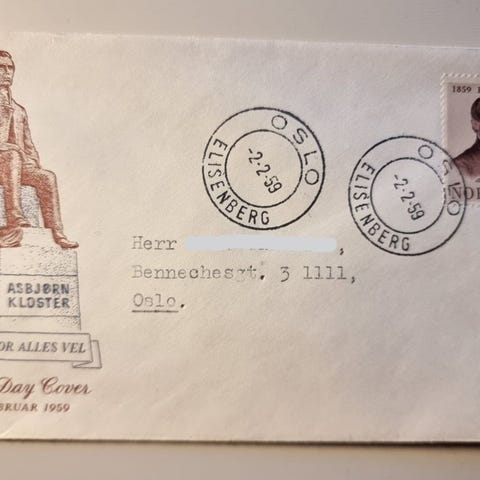 OSLO
-2-2.59
ELISENBERG
OSLO
-2-2.59
ELISENBERG
1859
NOR
Herr ,
Bennechesgt. 3 1111,
Oslo.
ASBJØRN
KLOSTER
OR ALLES VEL
Day Cover
BRUAR 1959